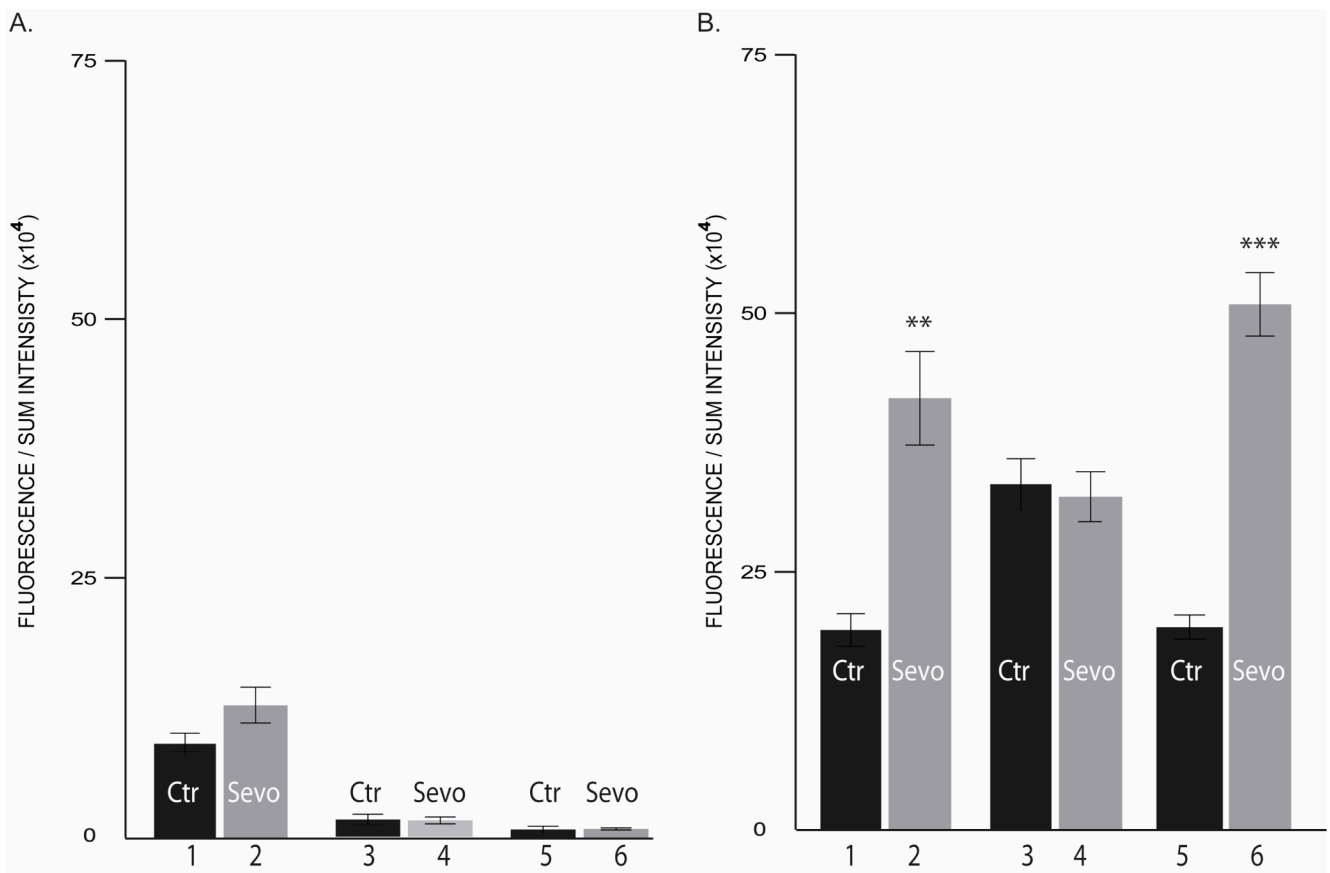 A.
75
50
25
0
FLUORESCENCE / SUM INTENSISTY (x10⁴)
Ctr
Sevo
Ctr Sevo
Ctr Sevo
1 2 3 4 5 6
B.
75
50
25
0
FLUORESCENCE / SUM INTENSISTY (x10⁴)
**
***
Ctr Sevo Ctr Sevo Ctr Sevo
1 2 3 4 5 6